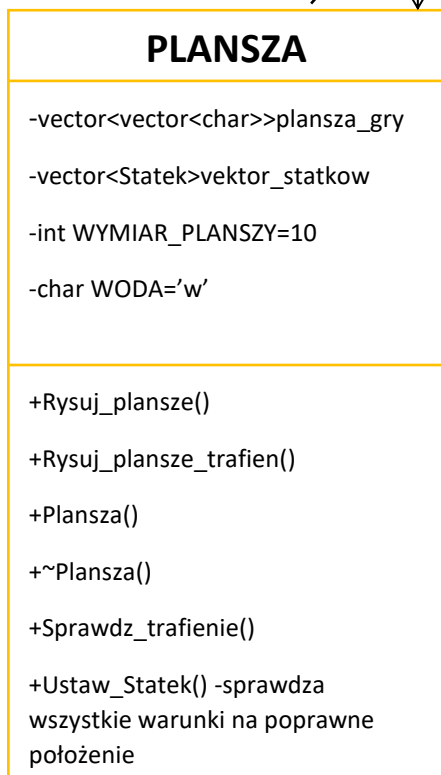 PLANSZA
-vector<vector<char>>plansza_gry
-vector<Statek>vektor_statkow
-int WYMIAR_PLANSZY=10
-char WODA=’w’
+Rysuj_plansze()
+Rysuj_plansze_trafien()
+Plansza()
+~Plansza()
+Sprawdz_trafienie()
+Ustaw_Statek() -sprawdza
wszystkie warunki na poprawne
położenie